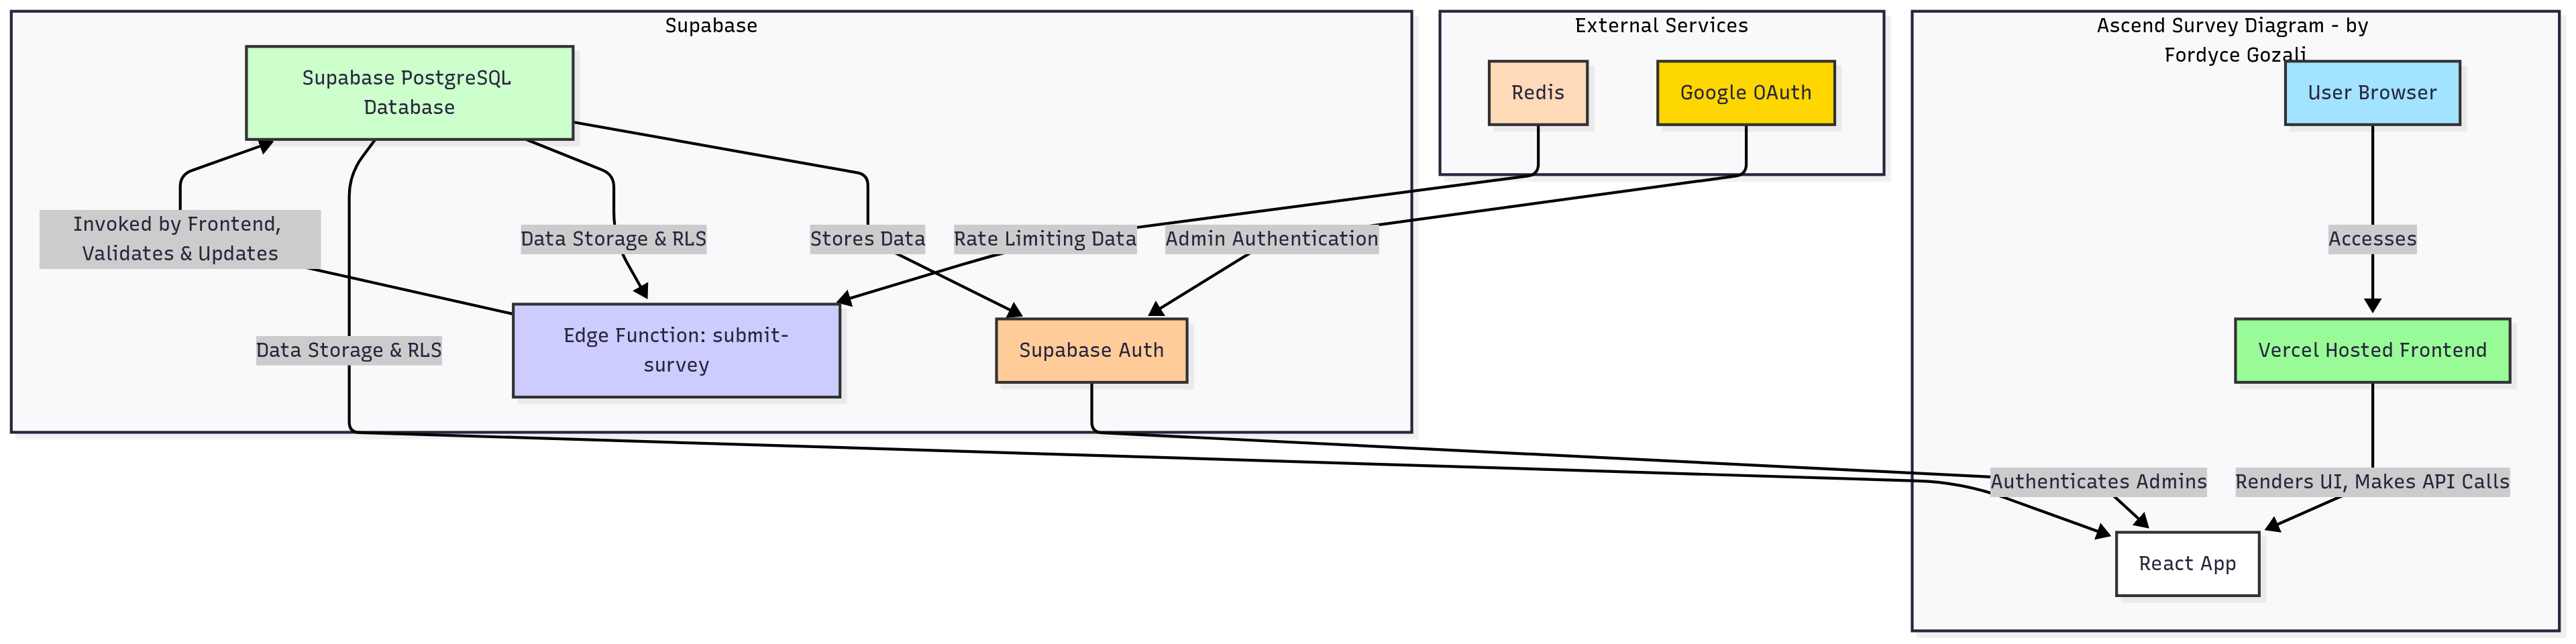 Supabase
Supabase PostgreSQL
Database
Invoked by Frontend,
Validates & Updates
Data Storage & RLS
Stores Data
Rate Limiting Data
Admin Authentication
Data Storage & RLS
Edge Function: submit-
survey
Supabase Auth
External Services
Redis
Google OAuth
Ascend Survey Diagram - by
Fordyce Gozali
User Browser
Accesses
Vercel Hosted Frontend
Authenticates Admins
Renders UI, Makes API Calls
React App